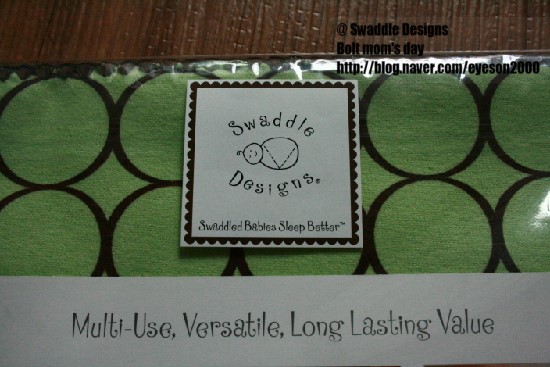 @ Swaddle Designs
Bolt mom's day
http://blog.naver.com/eyeson2000
Swaddle
Designs®
Swaddled Babies Sleep Better™
Multi-Use, Versatile, Long Lasting Value